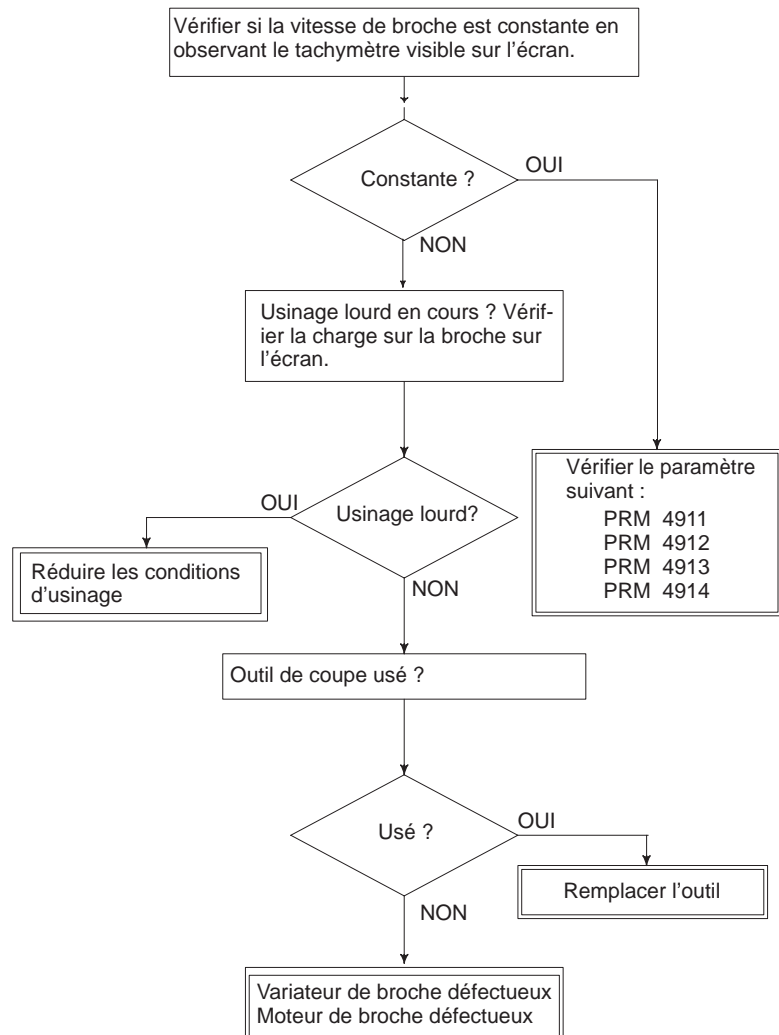 Vérifier si la vitesse de broche est constante en
observant le tachymètre visible sur l'écran.
Constante ?
OUI
NON
Usinage lourd en cours ? Vérif-
ier la charge sur la broche sur
l'écran.
Vérifier le paramètre
suivant :
PRM 4911
PRM 4912
PRM 4913
PRM 4914
OUI
Usinage lourd?
Réduire les conditions
d'usinage
NON
Outil de coupe usé ?
Usé ?
OUI
Remplacer l'outil
NON
Variateur de broche défectueux
Moteur de broche défectueux